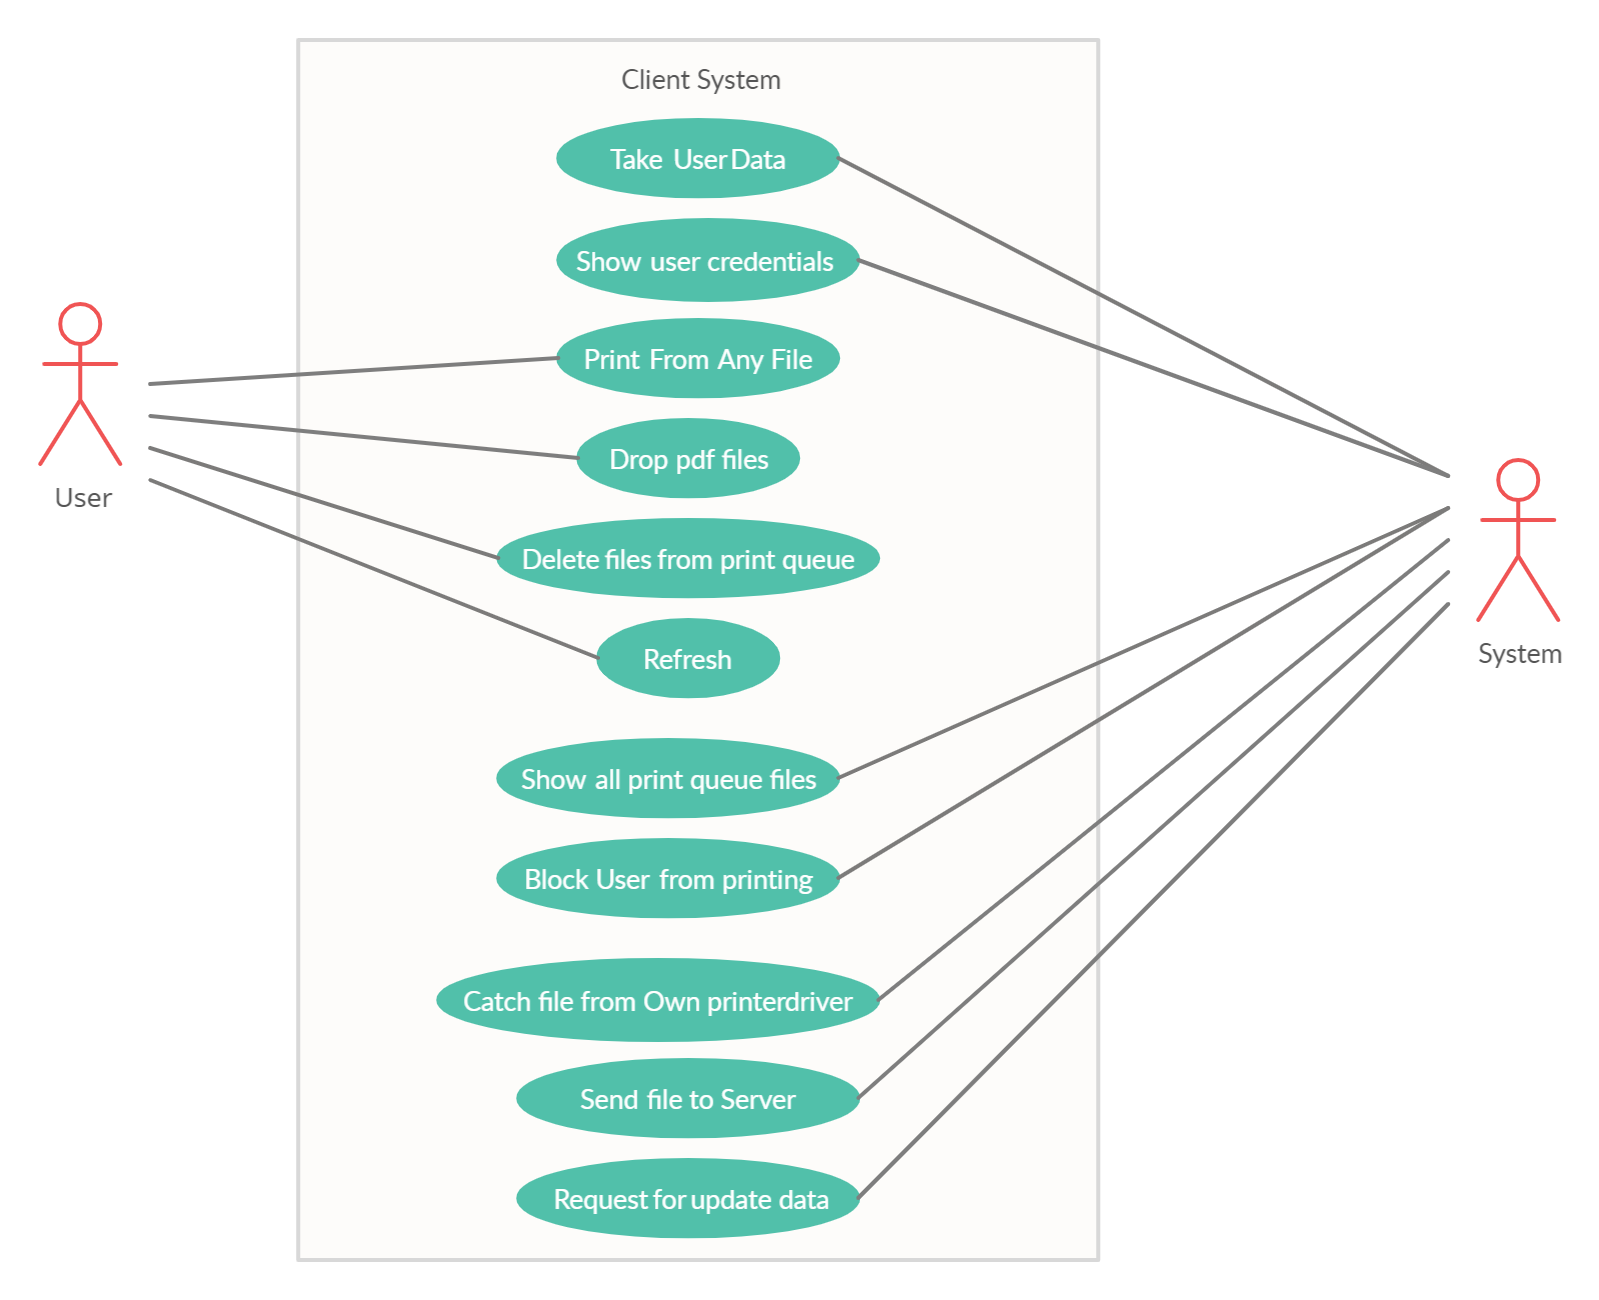 Client System
Take User Data
Show user credentials
Print From Any File
Drop pdf files
User
Delete files from print queue
System
Refresh
Show all print queue files
Block User from printing
Catch file from Own printerdriver
Send file to Server
Request for update data